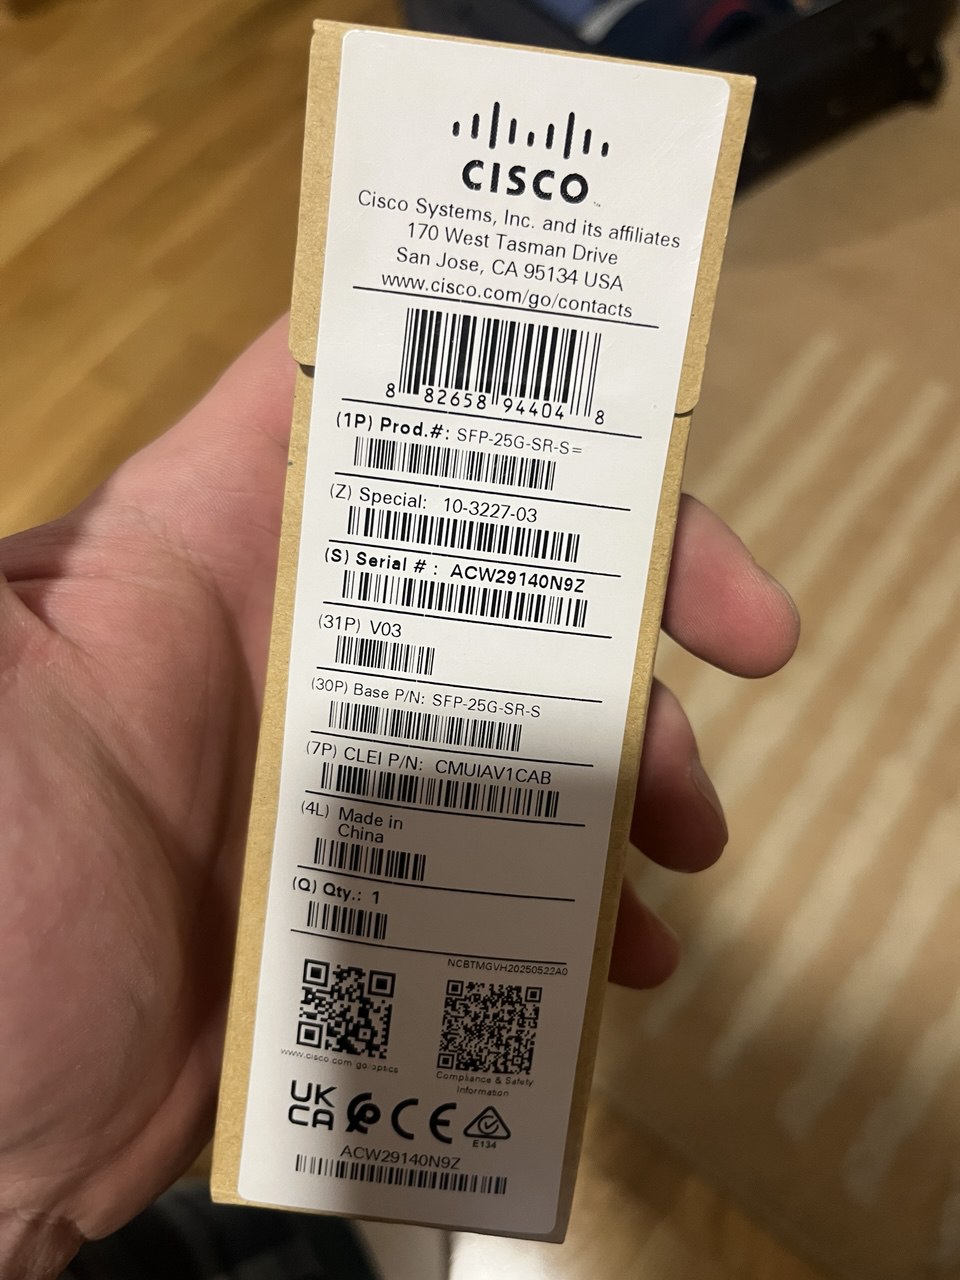 CISCO
Cisco Systems, Inc. and its affiliates
170 West Tasman Drive
San Jose, CA 95134 USA
www.cisco.com/go/contacts
8 82658 94404 8
(1P) Prod.#: SFP-25G-SR-S=
(Z) Special: 10-3227-03
(S) Serial # : ACW29140N9Z
(31P) V03
(30P) Base P/N: SFP-25G-SR-S
(7P) CLEI P/N: CMUIAV1CAB
(4L) Made in
China
(Q) Qty.: 1
NCBTMGVH20250522A0
www.cisco.com go optics
Compliance & Safety
Information
UK
CA CE
E134
ACW29140N9Z